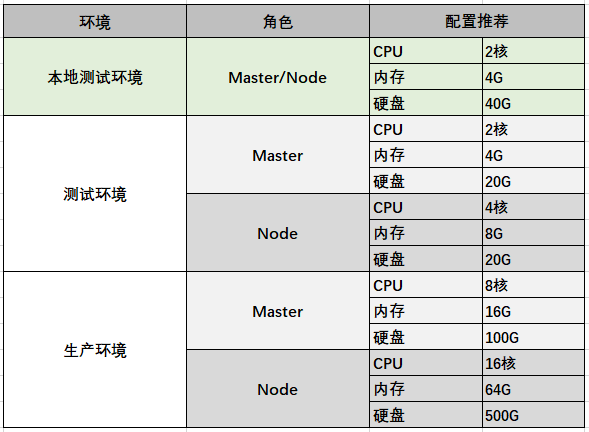 环境 角色 配置推荐
本地测试环境 Master/Node CPU 2核
内存 4G
硬盘 40G
测试环境 Master CPU 2核
内存 4G
硬盘 20G
Node CPU 4核
内存 8G
硬盘 20G
生产环境 Master CPU 8核
内存 16G
硬盘 100G
Node CPU 16核
内存 64G
硬盘 500G